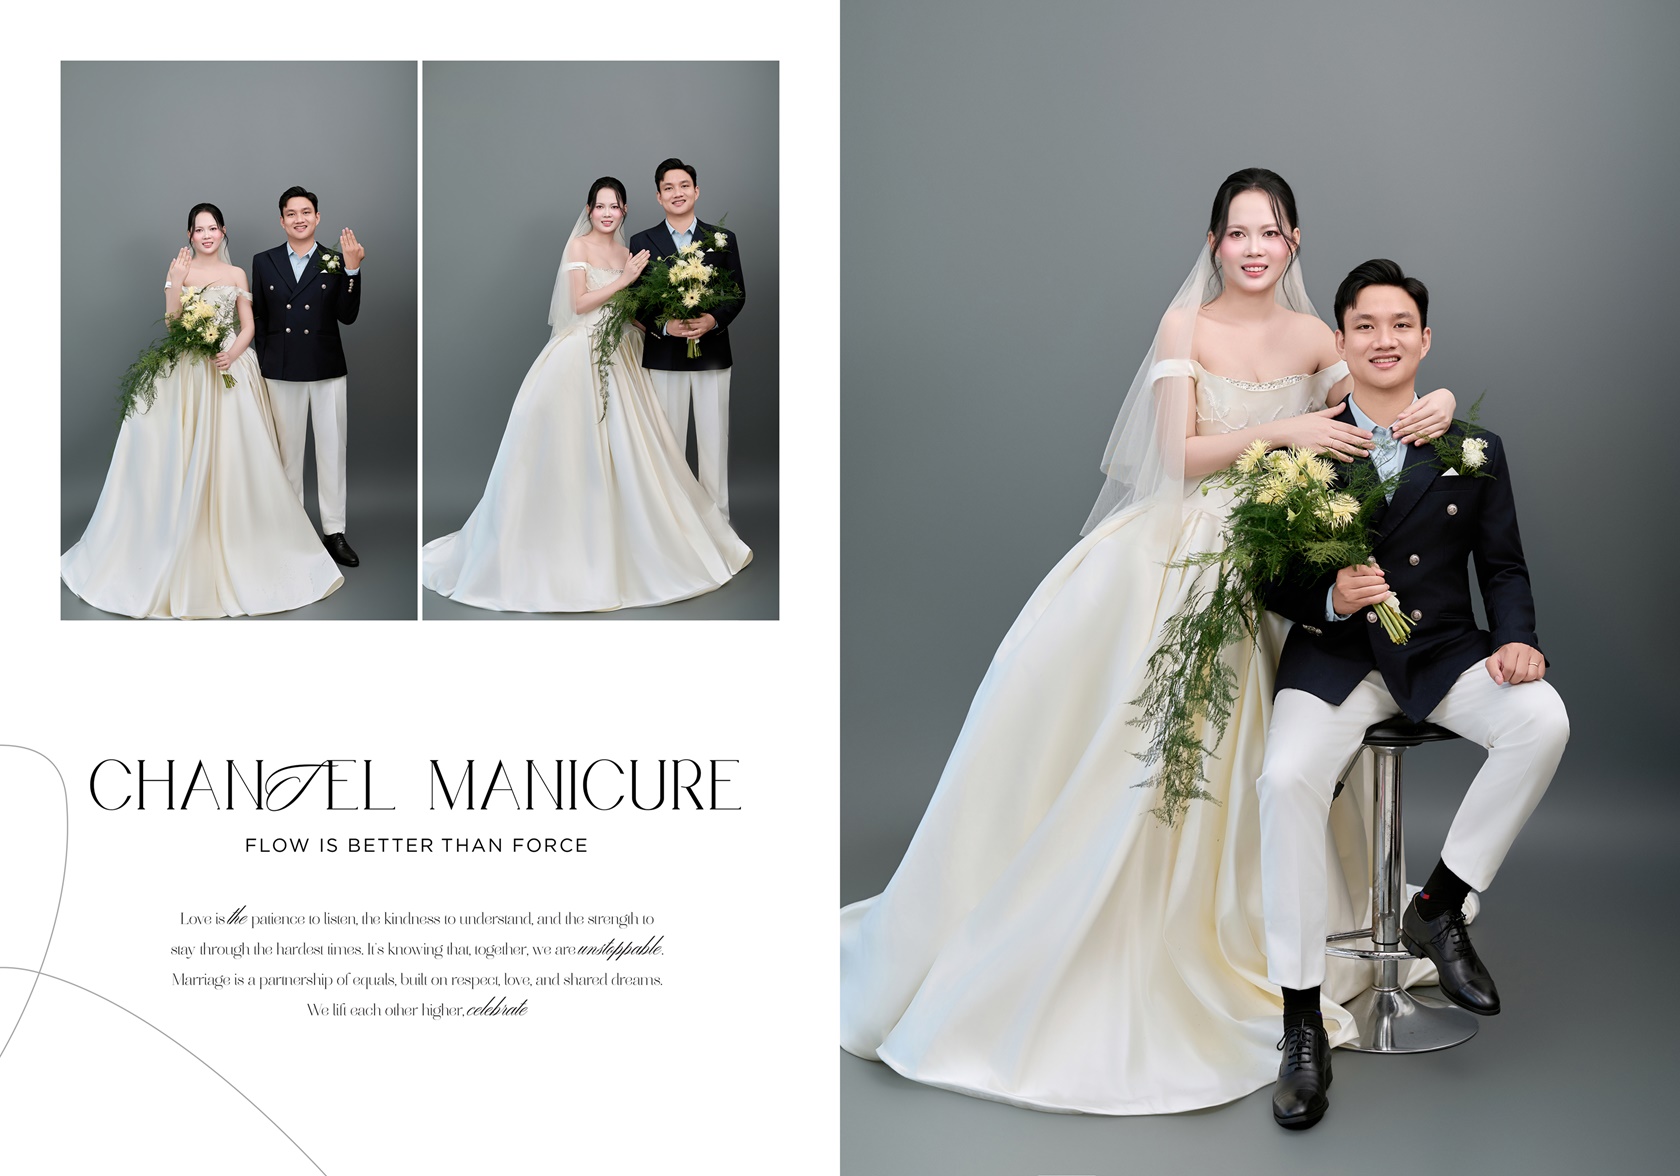 CHANTEL MANICURE
FLOW IS BETTER THAN FORCE
Love is the patience to listen, the kindness to understand, and the strength to
stay through the hardest times. It's knowing that, together, we are unstoppable.
Marriage is a partnership of equals, built on respect, love, and shared dreams.
We lift each other higher, celebrate